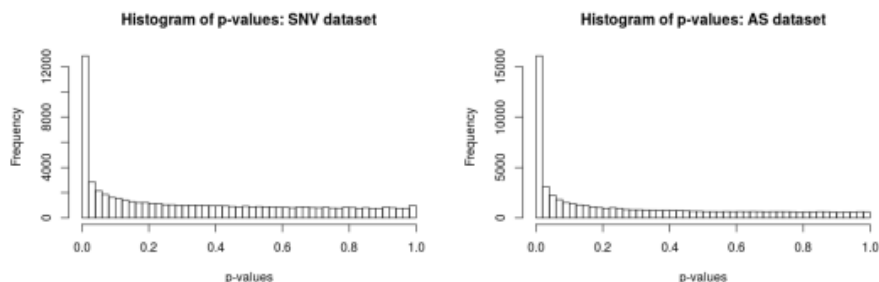 Histogram of p-values: SNV dataset
Frequency
0 4000 8000 12000
0.0 0.2 0.4 0.6 0.8 1.0
p-values
Histogram of p-values: AS dataset
Frequency
0 5000 10000 15000
0.0 0.2 0.4 0.6 0.8 1.0
p-values